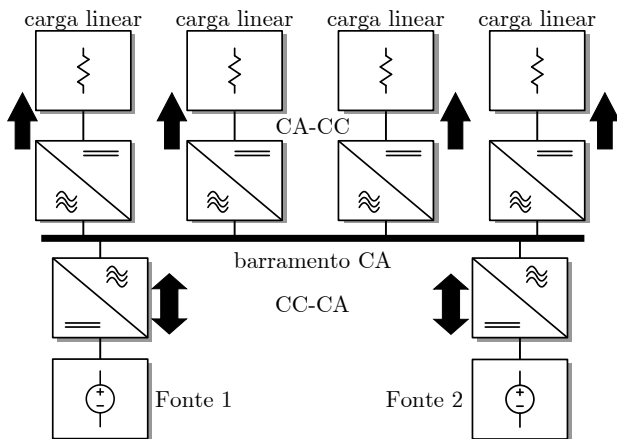 carga linear carga linear carga linear carga linear
CA-CC
barramento CA
CC-CA
Fonte 1 Fonte 2